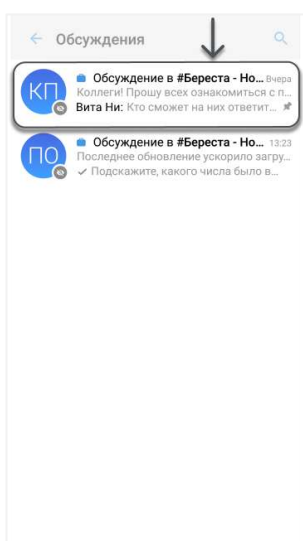 Обсуждения
КП
Обсуждение в #Береста - Но... Вчера
Коллеги! Прошу всех ознакомиться с п...
Вита Ни: Кто сможет на них ответит...
ПО
Обсуждение в #Береста - Но... 13:23
Последнее обновление ускорило загру...
Подскажите, какого числа было в...